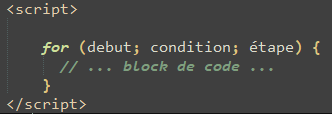 <script>
for (debut; condition; étape) {
// ... block de code ...
}
</script>